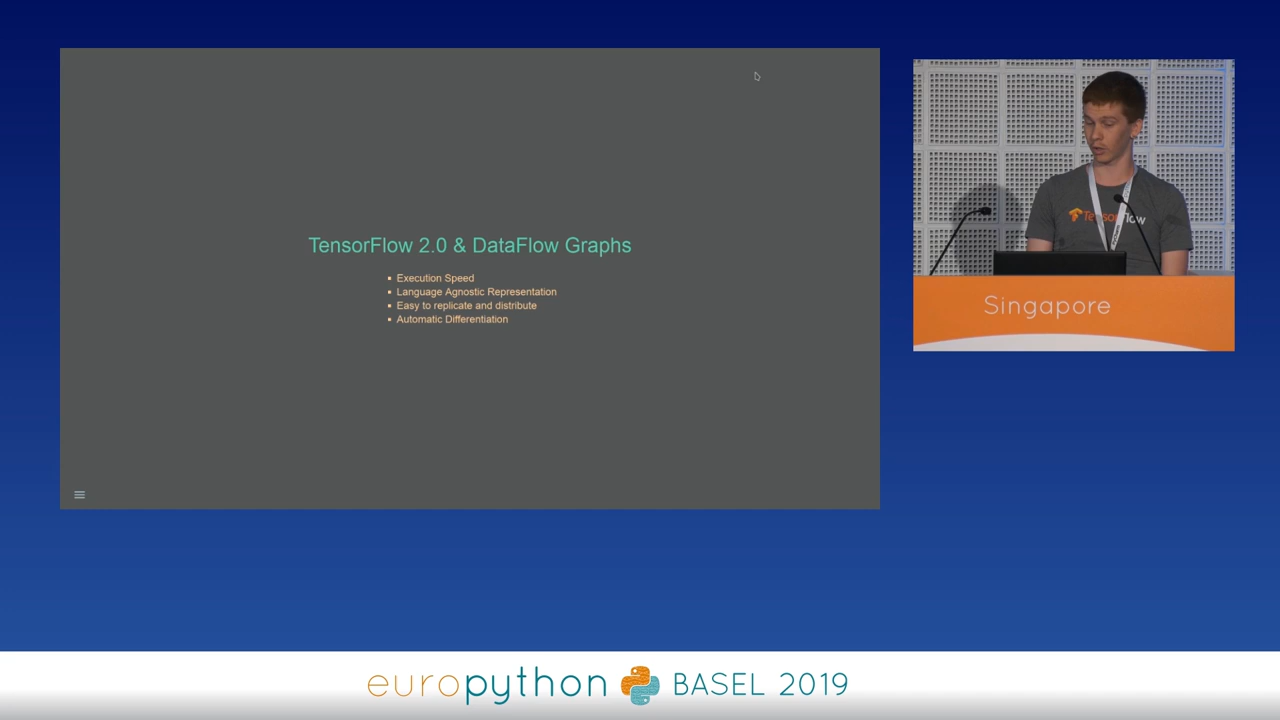 TensorFlow 2.0 & DataFlow Graphs
Execution Speed
Language Agnostic Representation
Easy to replicate and distribute
Automatic Differentiation
TensorFlow
Singapore
europython BASEL 2019